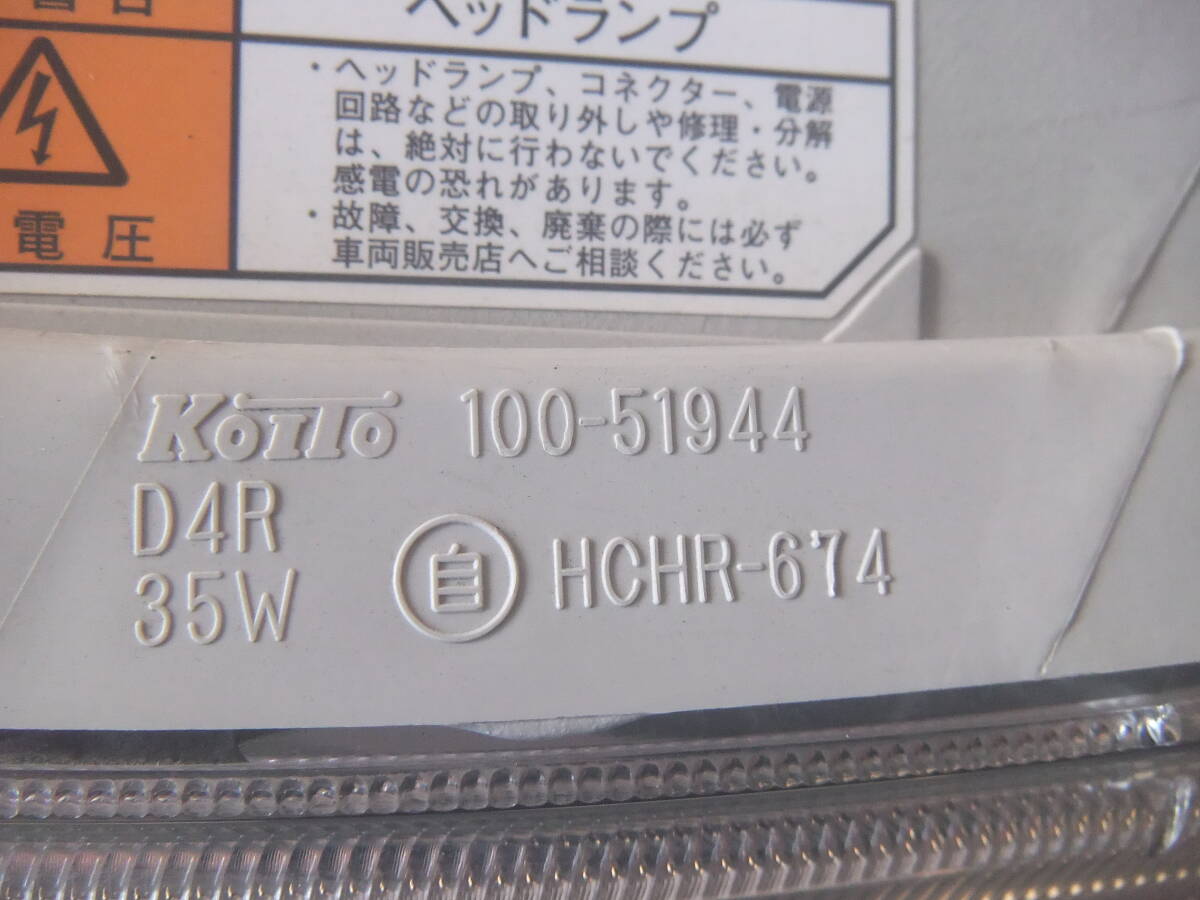 警告
ヘッドランプ
・ヘッドランプ、コネクター、電源
回路などの取り外しや修理・分解
は、絶対に行わないでください。
感電の恐れがあります。
・故障、交換、廃棄の際には必ず
車両販売店へご相談ください。
電圧
KOITO 100-51944
D4R
35W
自 HCHR-674